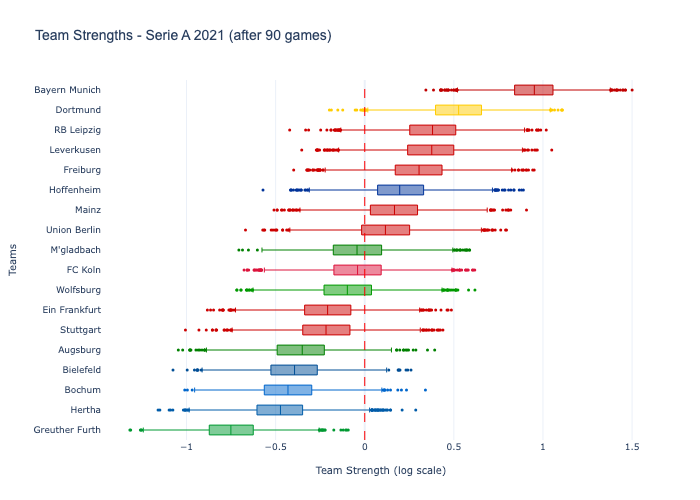 Team Strengths - Serie A 2021 (after 90 games)
Bayern Munich
Dortmund
RB Leipzig
Leverkusen
Freiburg
Hoffenheim
Mainz
Union Berlin
M'gladbach
FC Koln
Wolfsburg
Ein Frankfurt
Stuttgart
Augsburg
Bielefeld
Bochum
Hertha
Greuther Furth
Teams
−1 −0.5 0 0.5 1 1.5
Team Strength (log scale)